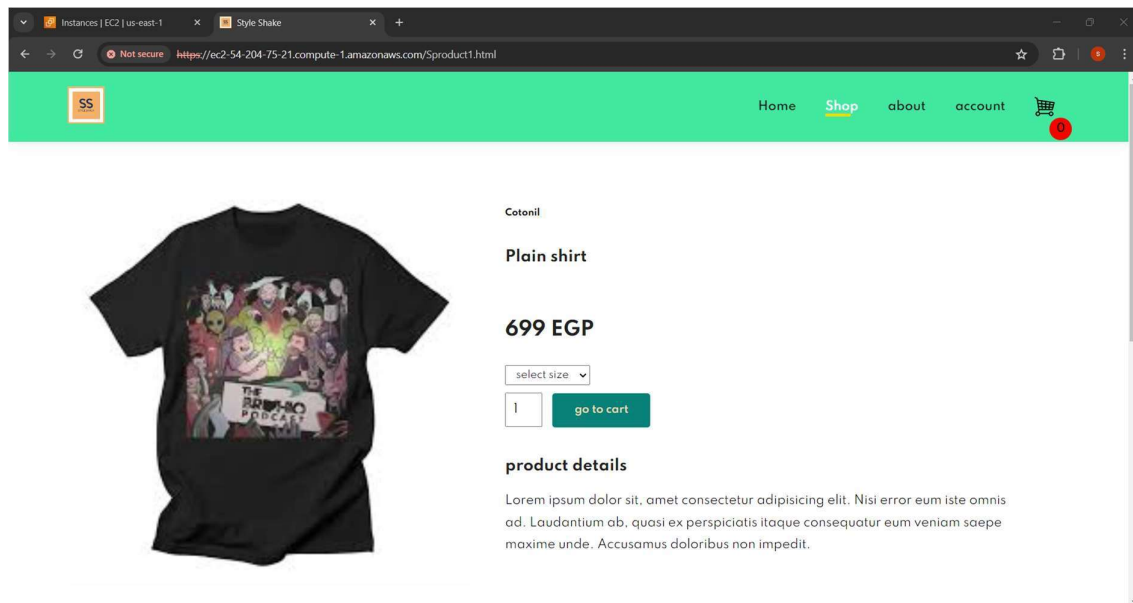 Instances | EC2 | us-east-1
Style Shake
Not secure https://ec2-54-204-75-21.compute-1.amazonaws.com/Sproduct1.html
SS
Home Shop about account
0
Cotonil
Plain shirt
699 EGP
select size
1 go to cart
THE
BROHIO
PODCAST
product details
Lorem ipsum dolor sit, amet consectetur adipisicing elit. Nisi error eum iste omnis
ad. Laudantium ab, quasi ex perspiciatis itaque consequatur eum veniam saepe
maxime unde. Accusamus doloribus non impedit.